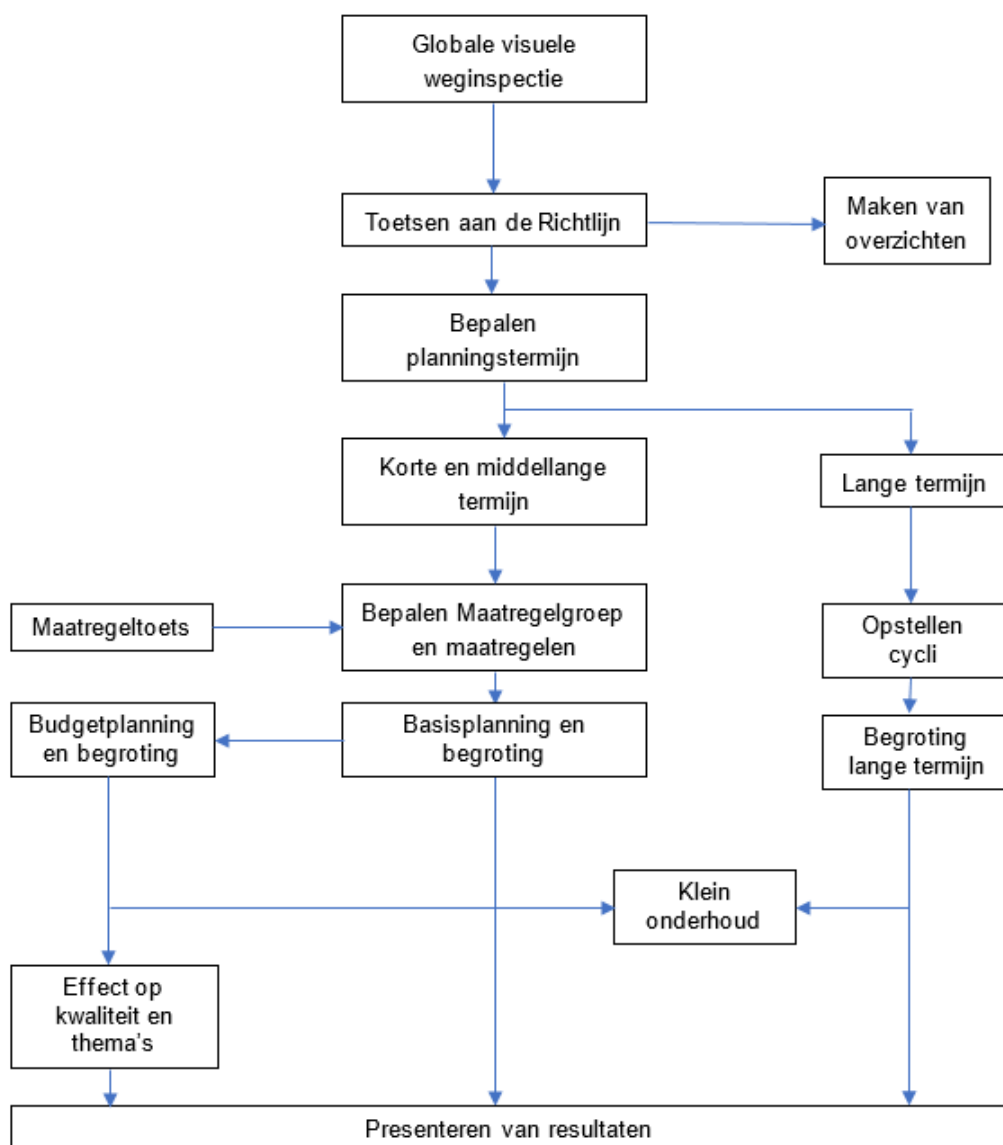 Globale visuele
weginspectie
Toetsen aan de Richtlijn
Maken van
overzichten
Bepalen
planningstermijn
Korte en middellange
termijn
Lange termijn
Maatregeltoets
Bepalen Maatregelgroep
en maatregelen
Opstellen
cycli
Budgetplanning
en begroting
Basisplanning en
begroting
Begroting
lange termijn
Klein
onderhoud
Effect op
kwaliteit en
thema's
Presenteren van resultaten